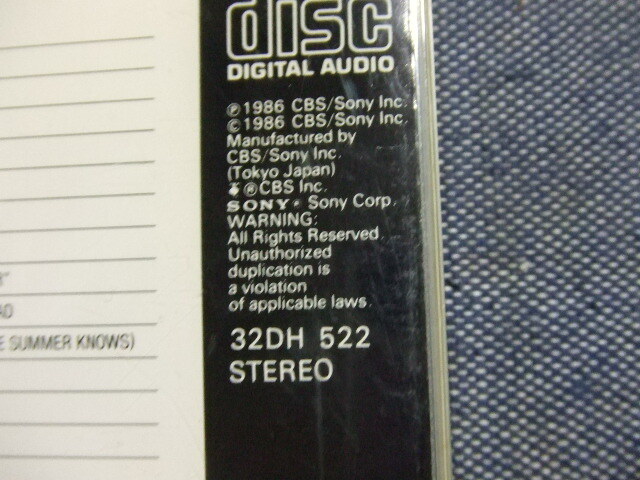 disc
DIGITAL AUDIO
℗ 1986 CBS/Sony Inc.
© 1986 CBS/Sony Inc.
Manufactured by
CBS/Sony Inc.
(Tokyo Japan)
®CBS Inc.
SONY® Sony Corp.
WARNING:
All Rights Reserved.
Unauthorized
duplication is
a violation
of applicable laws.
32DH 522
STEREO
SUMMER KNOWS)